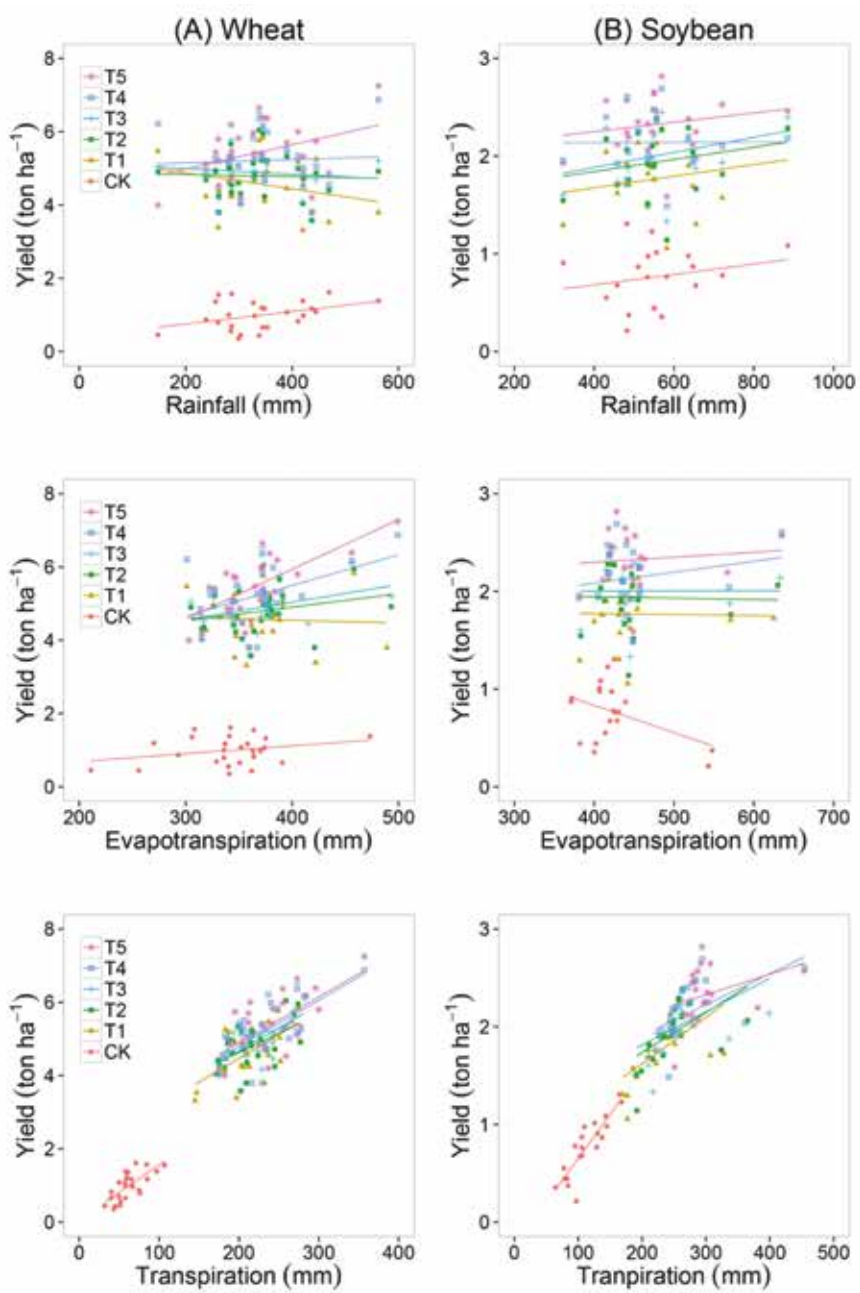 (A) Wheat
(B) Soybean
Yield (ton ha⁻¹)
8
6
4
2
0
T5
T4
T3
T2
T1
CK
0
200
400
600
Rainfall (mm)
Yield (ton ha⁻¹)
3
2
1
0
200
400
600
800
1000
Rainfall (mm)
Yield (ton ha⁻¹)
8
6
4
2
0
T5
T4
T3
T2
T1
CK
200
300
400
500
Evapotranspiration (mm)
Yield (ton ha⁻¹)
3
2
1
0
300
400
500
600
700
Evapotranspiration (mm)
Yield (ton ha⁻¹)
8
6
4
2
0
T5
T4
T3
T2
T1
CK
0
100
200
300
400
Transpiration (mm)
Yield (ton ha⁻¹)
3
2
1
0
0
100
200
300
400
500
Tranpiration (mm)